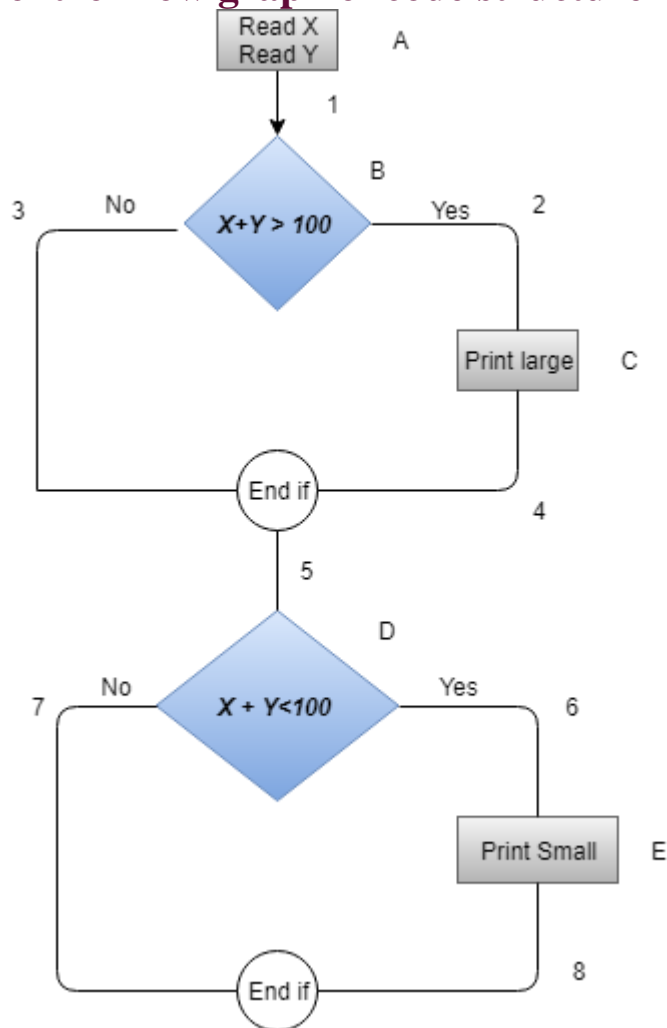 Read X
Read Y
A
1
B
3
No
X+Y > 100
Yes
2
Print large
C
End if
4
5
D
7
No
X + Y<100
Yes
6
Print Small
E
End if
8